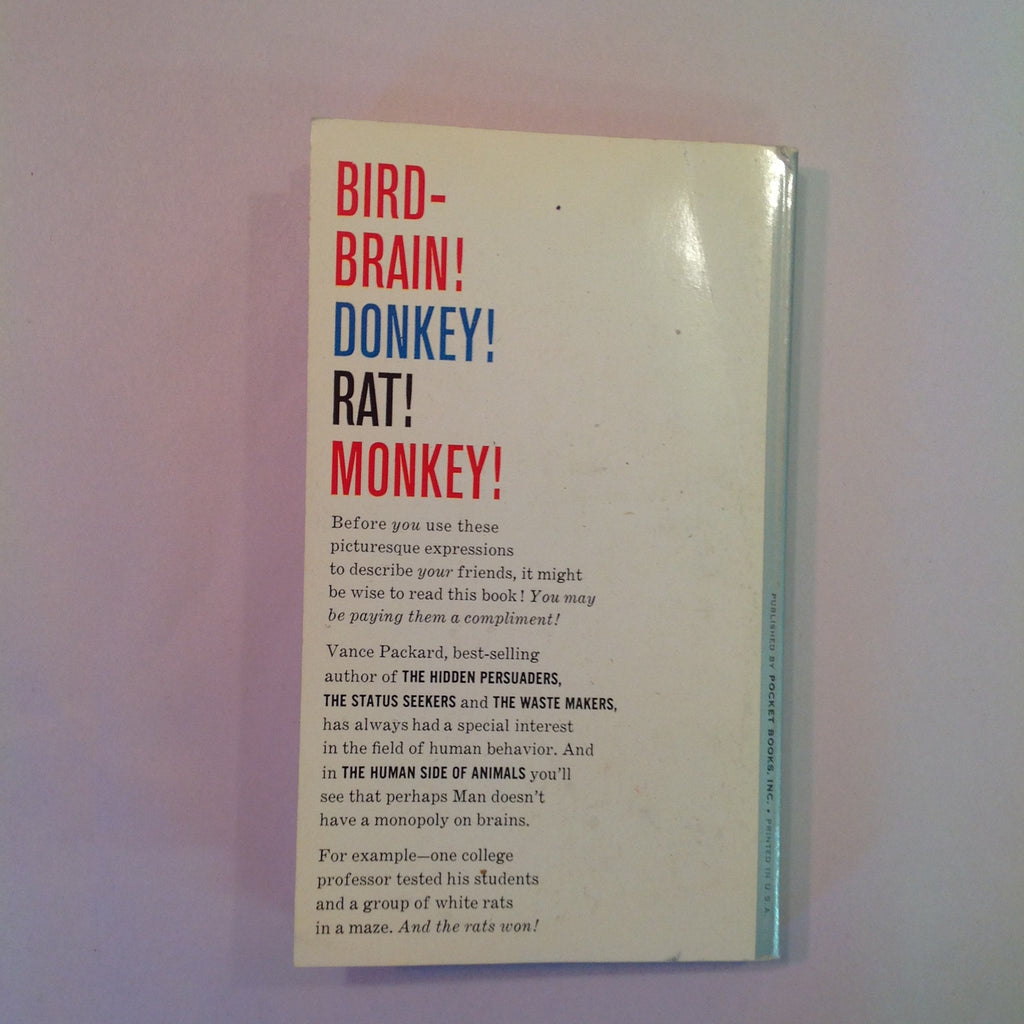 BIRD-
BRAIN!
DONKEY!
RAT!
MONKEY!
Before you use these
picturesque expressions
to describe your friends, it might
be wise to read this book! You may
be paying them a compliment!
Vance Packard, best-selling
author of THE HIDDEN PERSUADERS,
THE STATUS SEEKERS and THE WASTE MAKERS,
has always had a special interest
in the field of human behavior. And
in THE HUMAN SIDE OF ANIMALS you'll
see that perhaps Man doesn't
have a monopoly on brains.
For example—one college
professor tested his students
and a group of white rats
in a maze. And the rats won!
PUBLISHED BY POCKET BOOKS, INC. • PRINTED IN U.S.A.